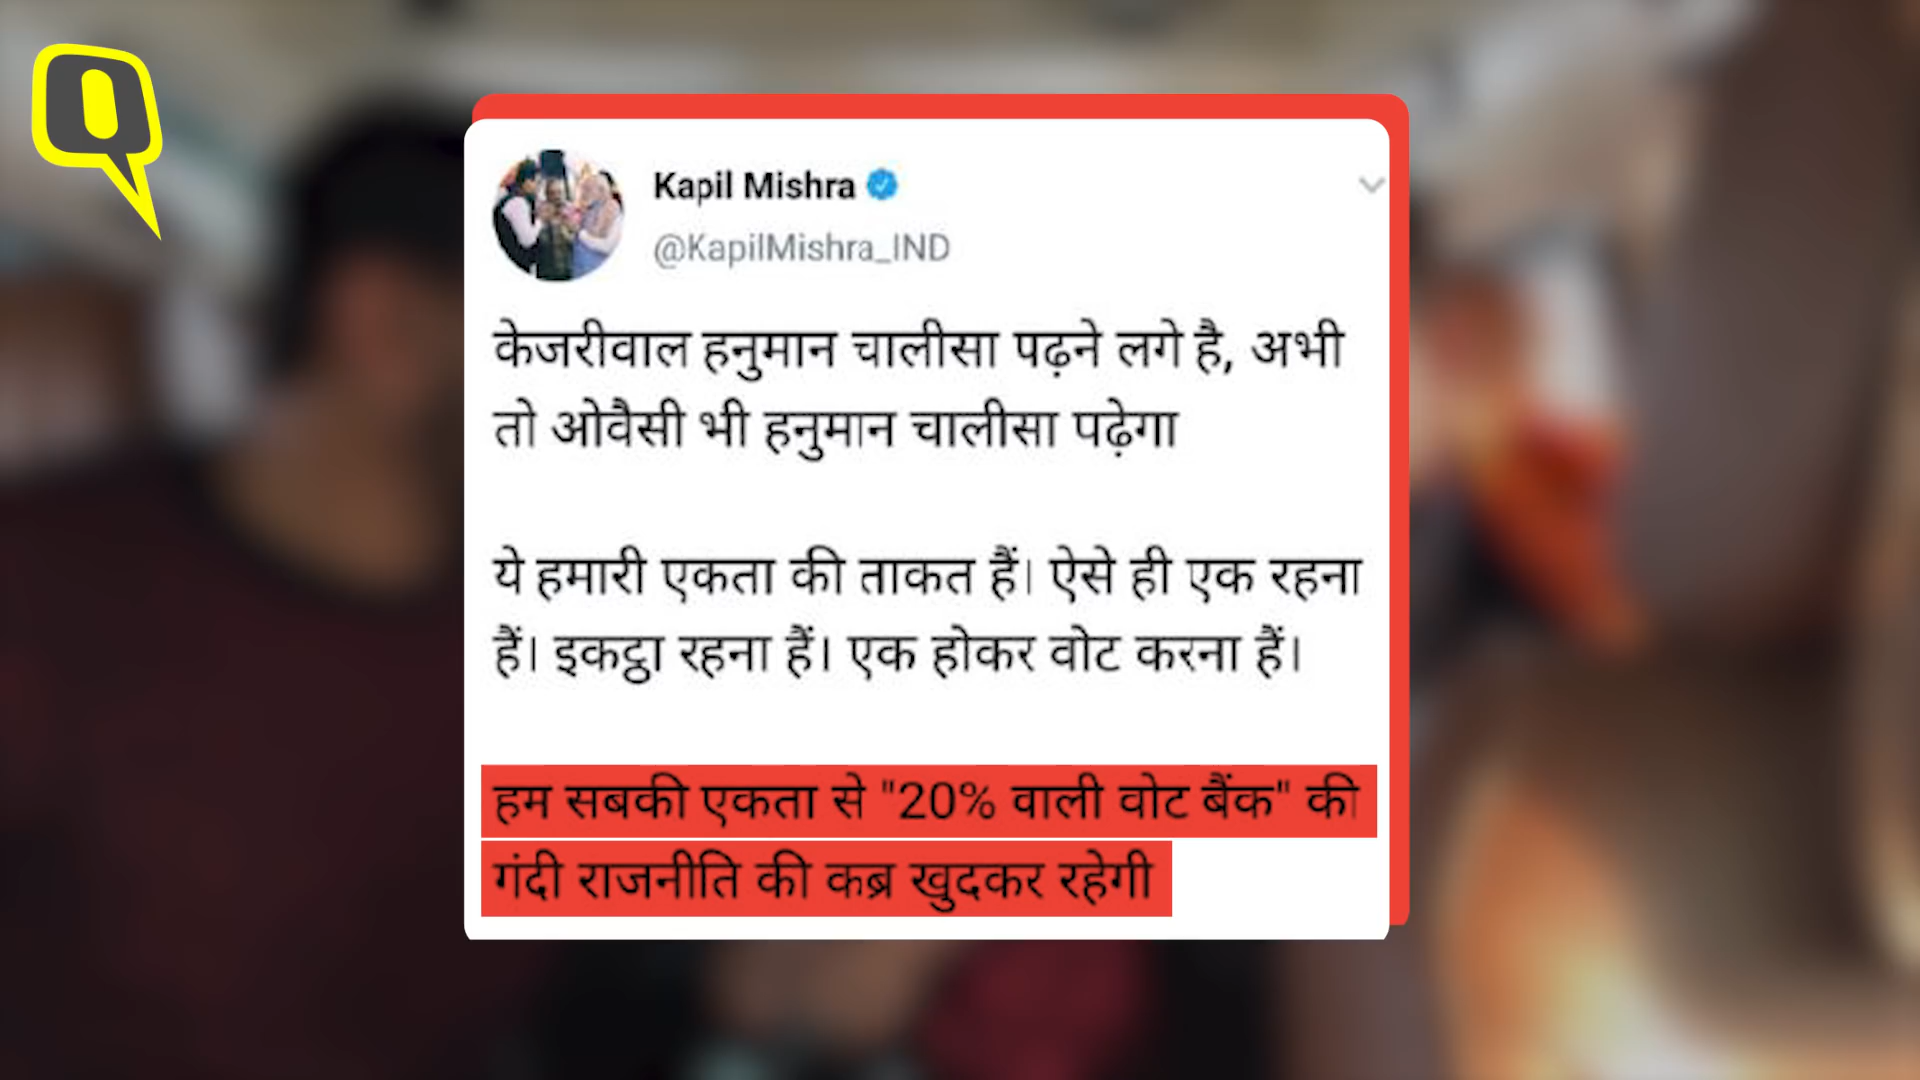 Q
Kapil Mishra
@KapilMishra_IND
केजरीवाल हनुमान चालीसा पढ़ने लगे है, अभी
तो ओवैसी भी हनुमान चालीसा पढ़ेगा
ये हमारी एकता की ताकत हैं। ऐसे ही एक रहना
हैं। इकट्ठा रहना हैं। एक होकर वोट करना हैं।
हम सबकी एकता से "20% वाली वोट बैंक" की
गंदी राजनीति की कब्र खुदकर रहेगी